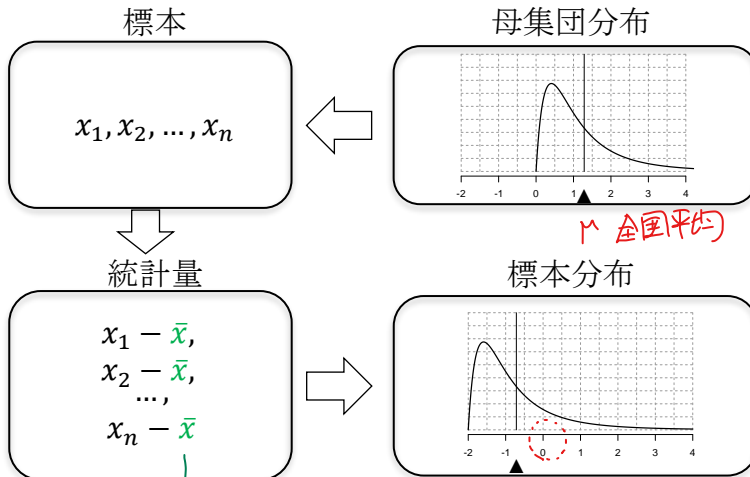 標本
x₁, x₂, …, xₙ
母集団分布
-2 -1 0 1 2 3 4
μ 全国平均
統計量
x₁ − x̄,
x₂ − x̄,
…,
xₙ − x̄
標本分布
-2 -1 0 1 2 3 4